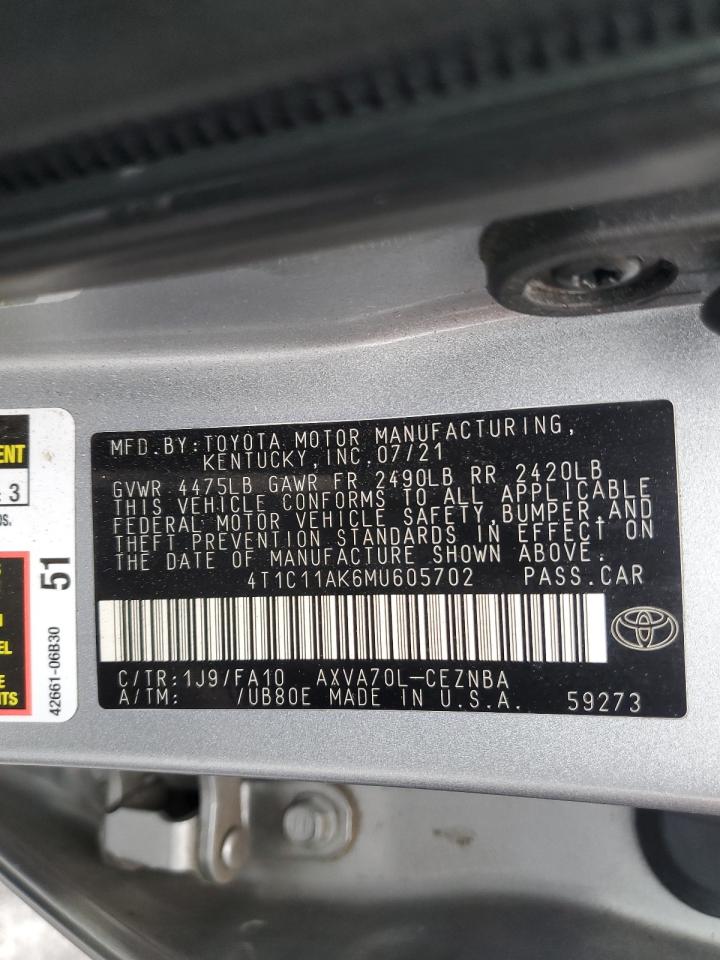 MFD. BY: TOYOTA MOTOR MANUFACTURING,
KENTUCKY, INC. 07/21
GVWR 4475LB GAWR FR 2490LB RR 2420LB
THIS VEHICLE CONFORMS TO ALL APPLICABLE
FEDERAL MOTOR VEHICLE SAFETY, BUMPER, AND
THEFT PREVENTION STANDARDS IN EFFECT ON
THE DATE OF MANUFACTURE SHOWN ABOVE.
4T1C11AK6MU605702 PASS. CAR
C/TR: 1J9/FA10 AXVA70L-CEZNBA
A/TM: /UB80E MADE IN U.S.A. 59273
51
42661-06B30
3